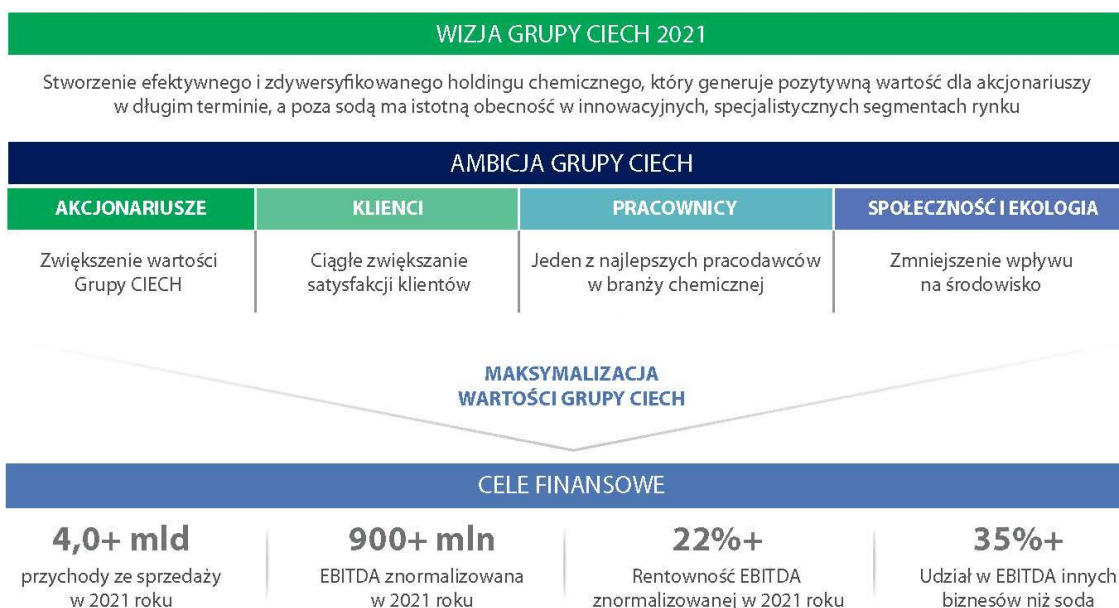 WIZJA GRUPY CIECH 2021
Stworzenie efektywnego i zdywersyfikowanego holdingu chemicznego, który generuje pozytywną wartość dla akcjonariuszy
w długim terminie, a poza sodą ma istotną obecność w innowacyjnych, specjalistycznych segmentach rynku
AMBICJA GRUPY CIECH
AKCJONARIUSZE
Zwiększenie wartości
Grupy CIECH
KLIENCI
Ciągłe zwiększanie
satysfakcji klientów
PRACOWNICY
Jeden z najlepszych pracodawców
w branży chemicznej
SPOŁECZNOŚĆ I EKOLOGIA
Zmniejszenie wpływu
na środowisko
MAKSYMALIZACJA
WARTOŚCI GRUPY CIECH
CELE FINANSOWE
4,0+ mld
przychody ze sprzedaży
w 2021 roku
900+ mln
EBITDA znormalizowana
w 2021 roku
22%+
Rentowność EBITDA
znormalizowanej w 2021 roku
35%+
Udział w EBITDA innych
biznesów niż soda